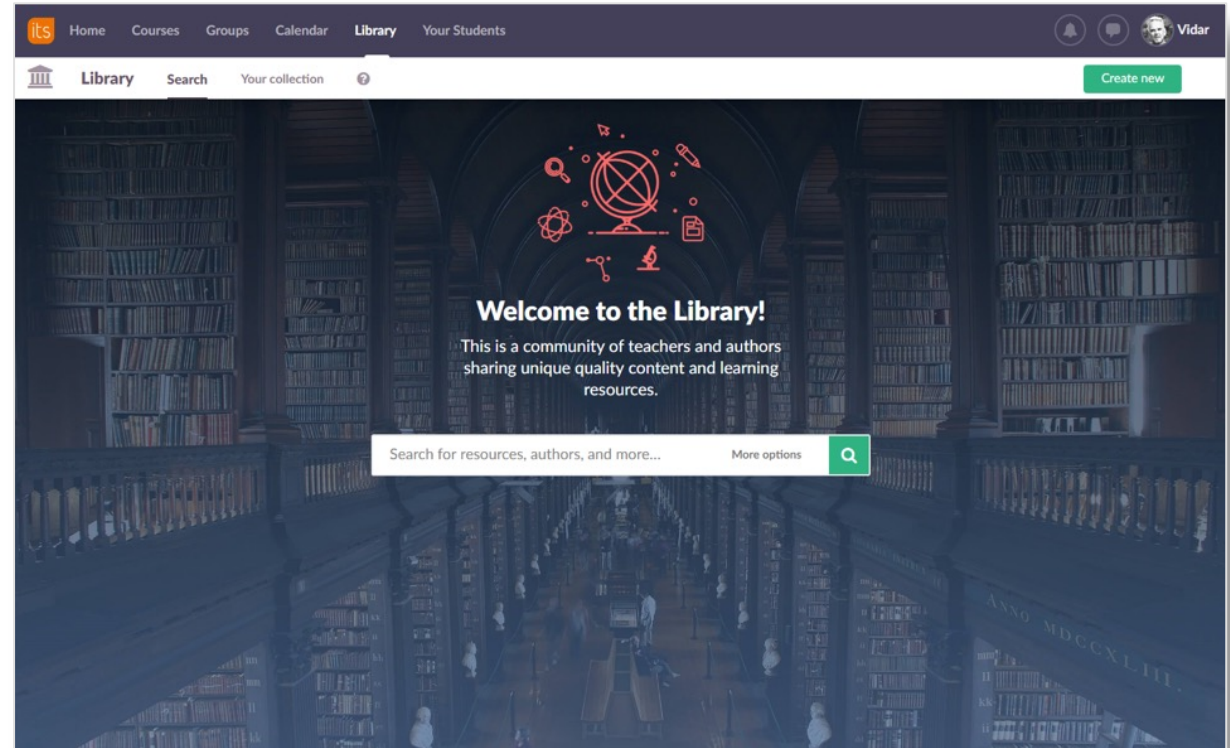 its Home Courses Groups Calendar Library Your Students Vidar
Library Search Your collection ? Create new
Welcome to the Library!
This is a community of teachers and authors
sharing unique quality content and learning
resources.
Search for resources, authors, and more... More options
ANNO MDCCXLIII.